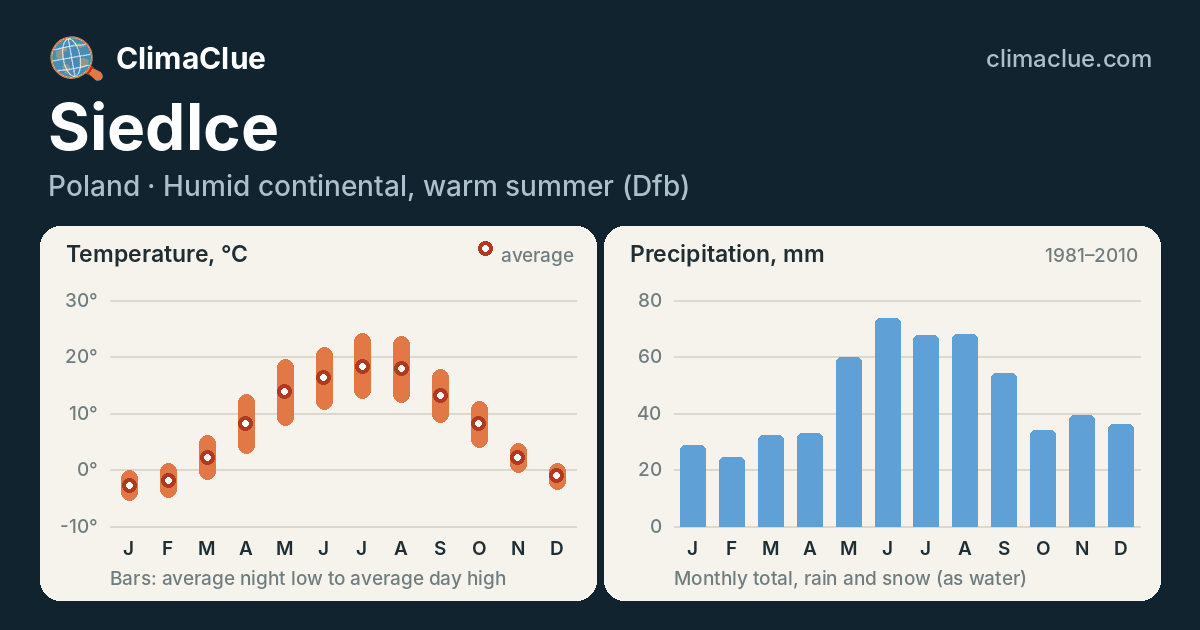 ClimaClue
climaclue.com
Siedlce
Poland · Humid continental, warm summer (Dfb)
Temperature, °C
average
30°
20°
10°
0°
-10°
J F M A M J J A S O N D
Bars: average night low to average day high
Precipitation, mm
1981–2010
80
60
40
20
0
J F M A M J J A S O N D
Monthly total, rain and snow (as water)